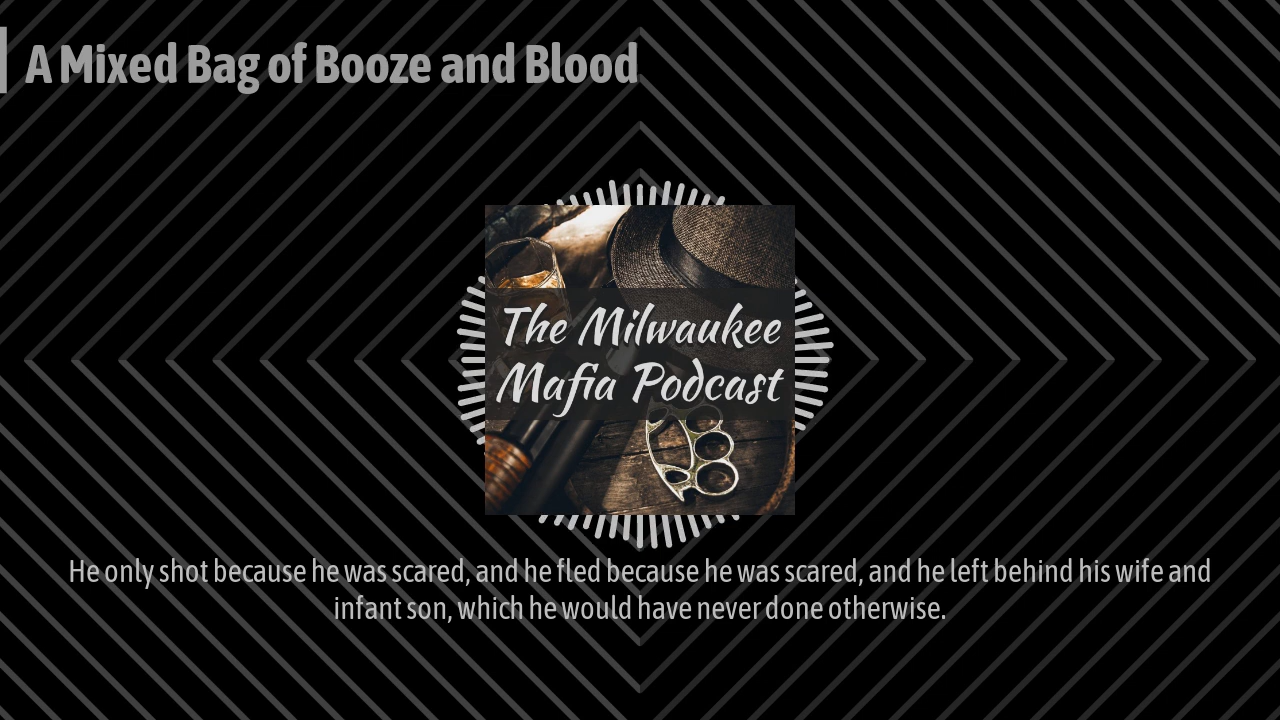 A Mixed Bag of Booze and Blood
The Milwaukee
Mafia Podcast
He only shot because he was scared, and he fled because he was scared, and he left behind his wife and
infant son, which he would have never done otherwise.